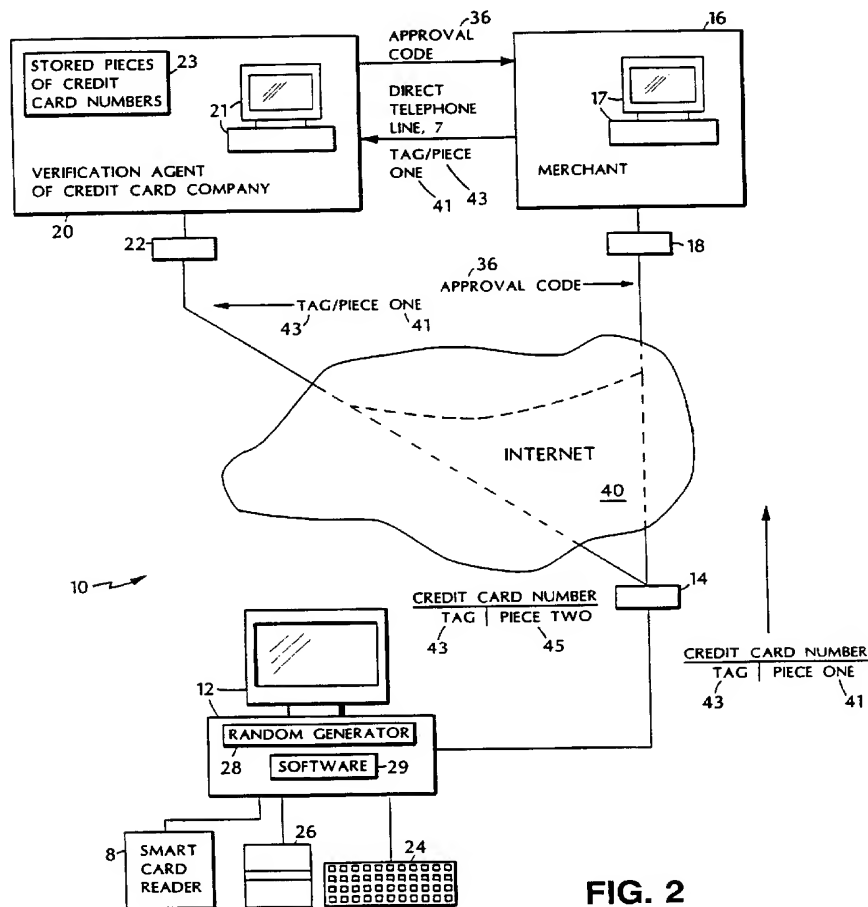 36
APPROVAL
CODE
16
STORED PIECES
OF CREDIT
CARD NUMBERS
23
21
17
DIRECT
TELEPHONE
LINE, 7
TAG/PIECE
ONE
41
43
VERIFICATION AGENT
OF CREDIT CARD COMPANY
MERCHANT
20
22
18
36
APPROVAL CODE
TAG/PIECE ONE
43
41
INTERNET
40
10
14
CREDIT CARD NUMBER
TAG | PIECE TWO
43
45
CREDIT CARD NUMBER
TAG | PIECE ONE
43
41
12
RANDOM GENERATOR
28
SOFTWARE
29
8
SMART
CARD
READER
26
24
FIG. 2